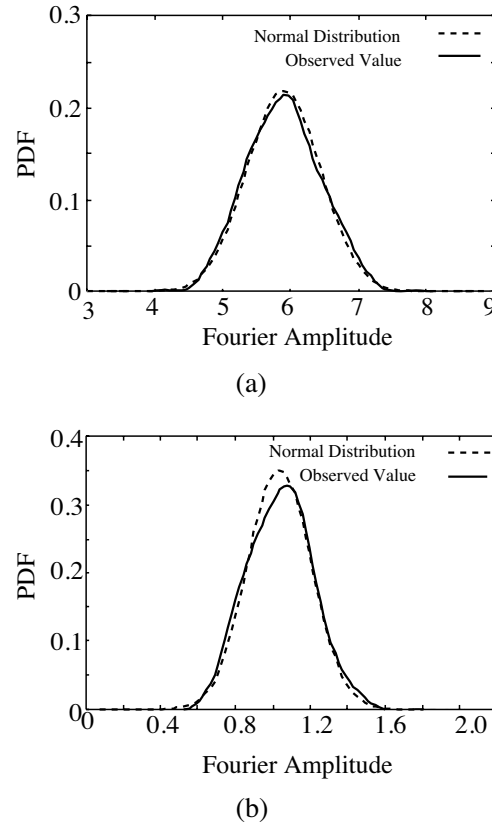 Normal Distribution
Observed Value
0.3
0.2
0.1
0
PDF
3 4 5 6 7 8 9
Fourier Amplitude
(a)
Normal Distribution
Observed Value
0.4
0.3
0.2
0.1
0
PDF
0 0.4 0.8 1.2 1.6 2.0
Fourier Amplitude
(b)